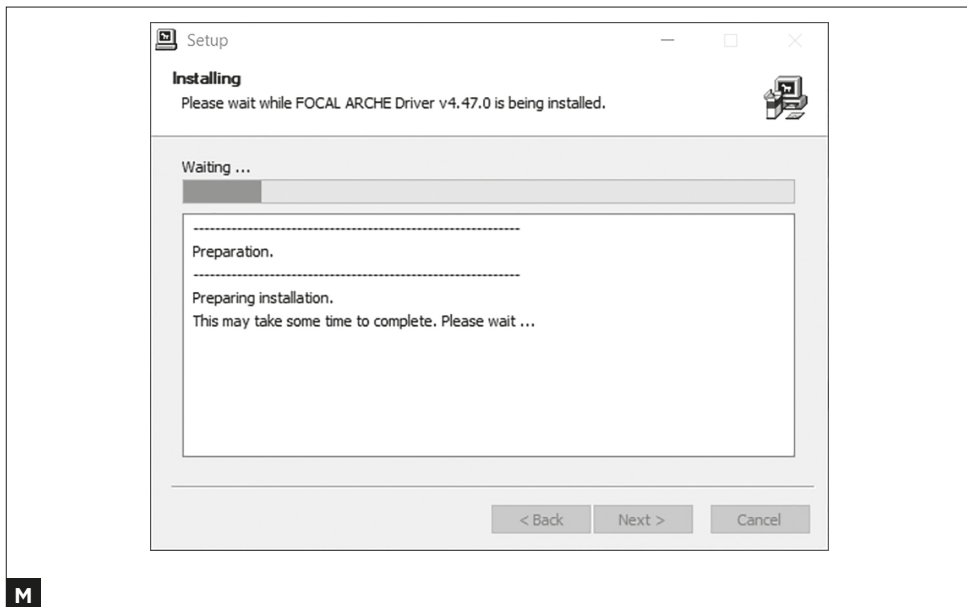 Setup
Installing
Please wait while FOCAL ARCHE Driver v4.47.0 is being installed.
Waiting ...
------------------------------------------------------------
Preparation.
------------------------------------------------------------
Preparing installation.
This may take some time to complete. Please wait ...
< Back
Next >
Cancel
M